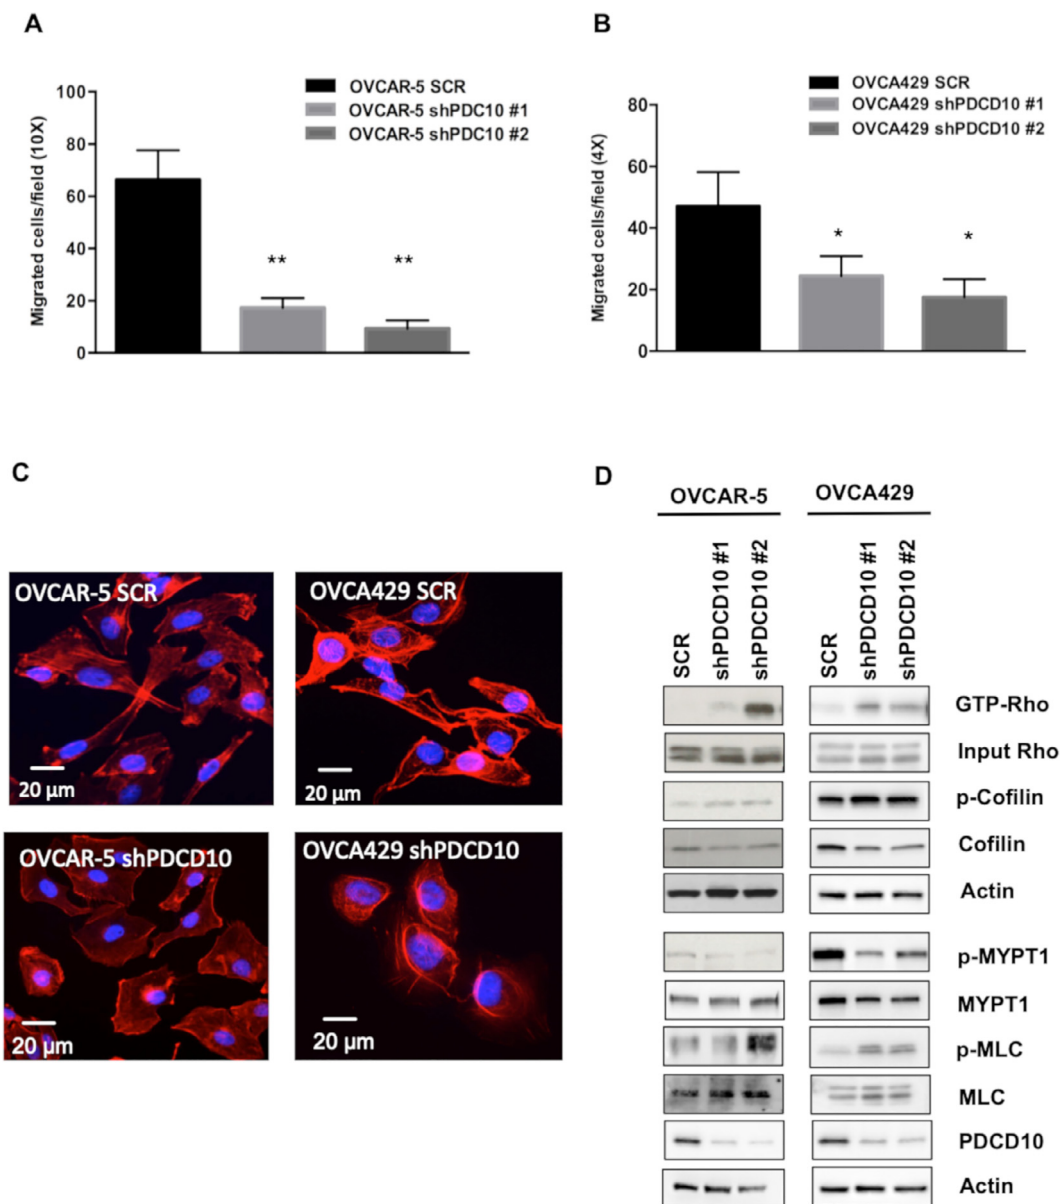 A
OVCAR-5 SCR
OVCAR-5 shPDC10 #1
OVCAR-5 shPDC10 #2
Migrated cells/field (10X)
100
80
60
40
20
0
**
**
B
OVCA429 SCR
OVCA429 shPDCD10 #1
OVCA429 shPDCD10 #2
Migrated cells/field (4X)
80
60
40
20
0
*
*
C
OVCAR-5 SCR
20 µm
OVCA429 SCR
20 µm
OVCAR-5 shPDCD10
20 µm
OVCA429 shPDCD10
20 µm
D
OVCAR-5
OVCA429
SCR
shPDCD10 #1
shPDCD10 #2
SCR
shPDCD10 #1
shPDCD10 #2
GTP-Rho
Input Rho
p-Cofilin
Cofilin
Actin
p-MYPT1
MYPT1
p-MLC
MLC
PDCD10
Actin